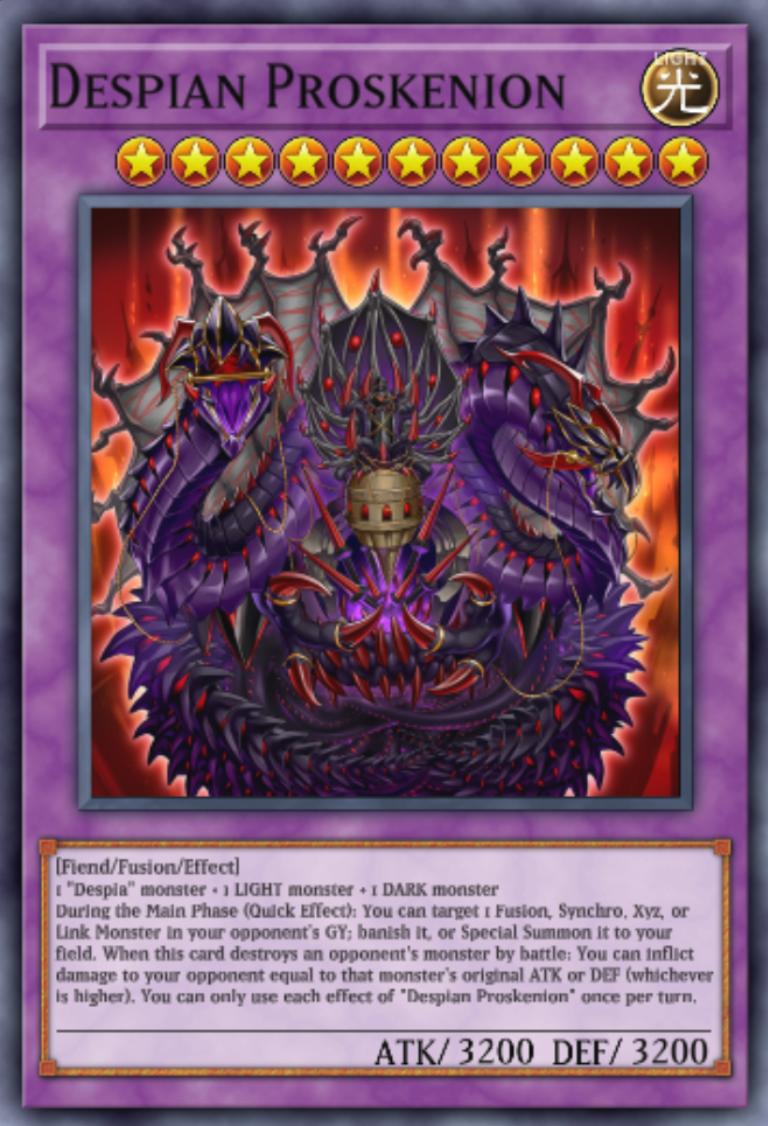 DESPIAN PROSKENION
LIGHT
光
[Fiend/Fusion/Effect]
1 "Despia" monster + 1 LIGHT monster + 1 DARK monster
During the Main Phase (Quick Effect): You can target 1 Fusion, Synchro, Xyz, or
Link Monster in your opponent's GY; banish it, or Special Summon it to your
field. When this card destroys an opponent's monster by battle: You can inflict
damage to your opponent equal to that monster's original ATK or DEF (whichever
is higher). You can only use each effect of "Despian Proskenion" once per turn.
ATK/ 3200 DEF/ 3200